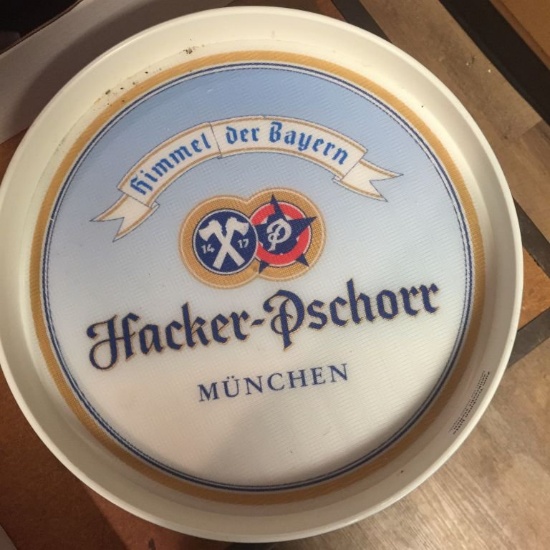 Himmel der Bayern
14 17
P
Hacker-Pschorr
MÜNCHEN